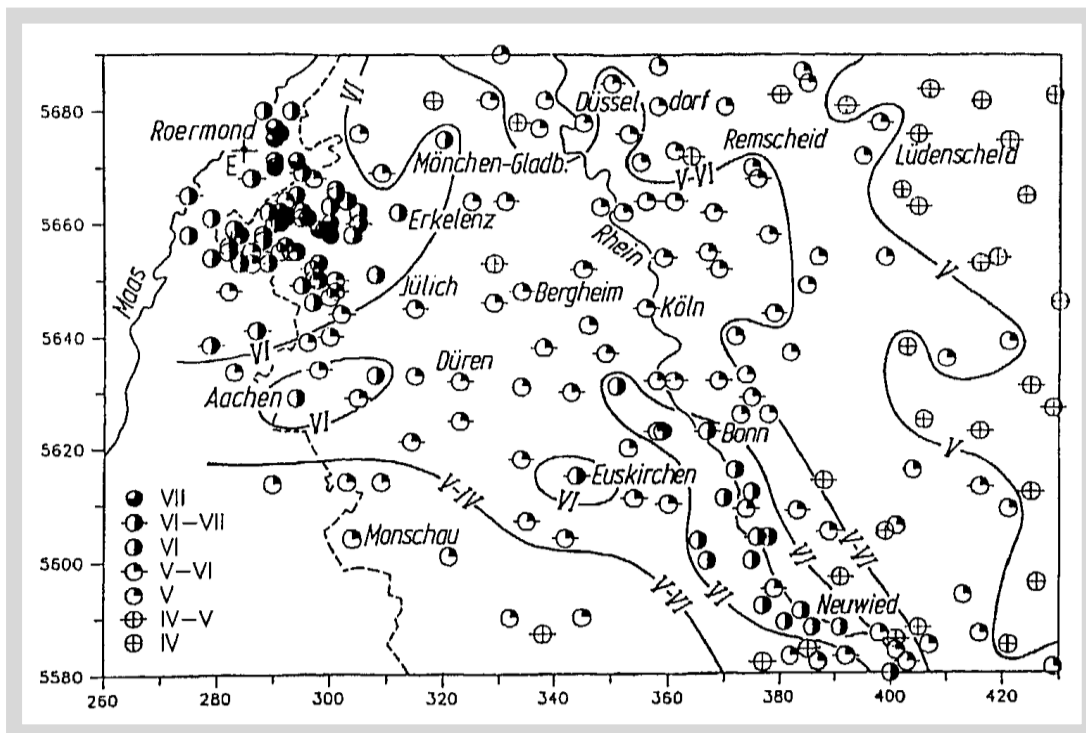 VI
Düssel dorf
5680
Roermond
E
Mönchen-Gladb.
Remscheid
Lüdenscheid
V-VI
5660
Erkelenz
Rhein
V
Maas
Jülich
Bergheim
Köln
5640
VI
Düren
Aachen
VI
5620
Bonn
V
V-IV
Euskirchen
VI
VII
VI-VII
VI
V-VI
V
IV-V
IV
Monschau
V-VI
VI
V-VI
5600
VI
Neuwied
5580
260 280 300 320 340 360 380 400 420